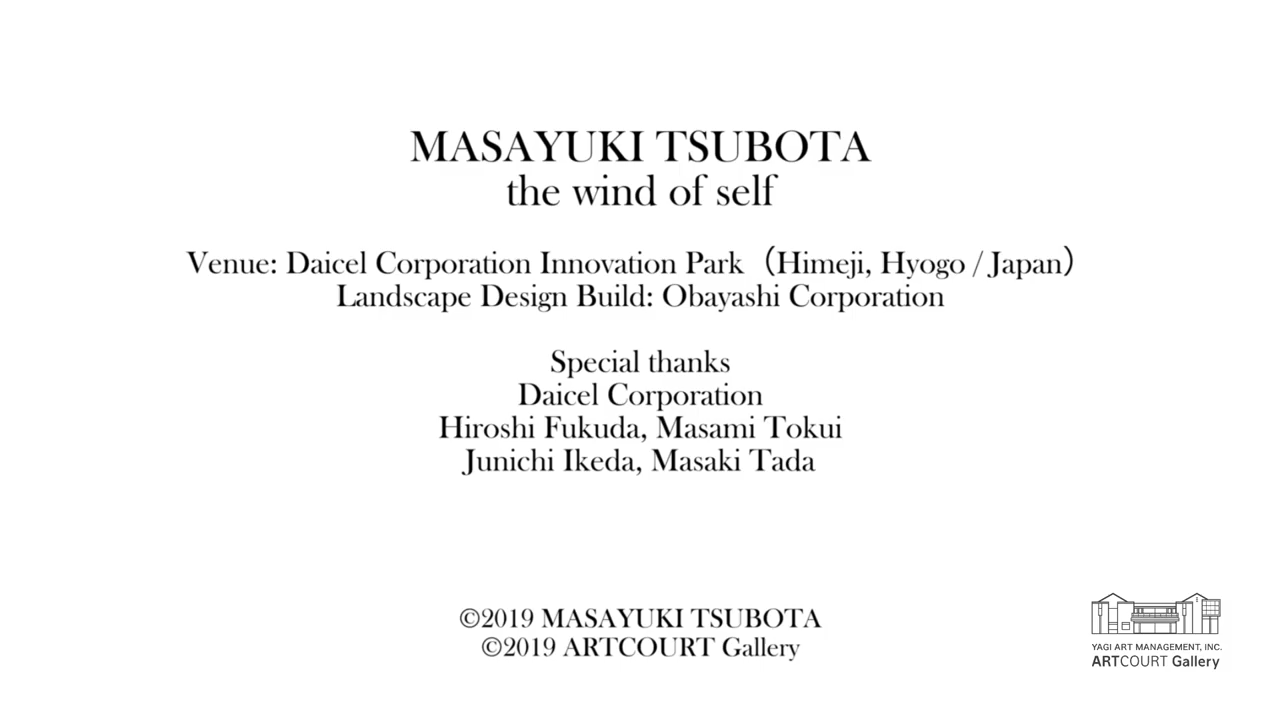 MASAYUKI TSUBOTA
the wind of self
Venue: Daicel Corporation Innovation Park（Himeji, Hyogo / Japan）
Landscape Design Build: Obayashi Corporation
Special thanks
Daicel Corporation
Hiroshi Fukuda, Masami Tokui
Junichi Ikeda, Masaki Tada
©2019 MASAYUKI TSUBOTA
©2019 ARTCOURT Gallery
YAGI ART MANAGEMENT, INC.
ARTCOURT Gallery